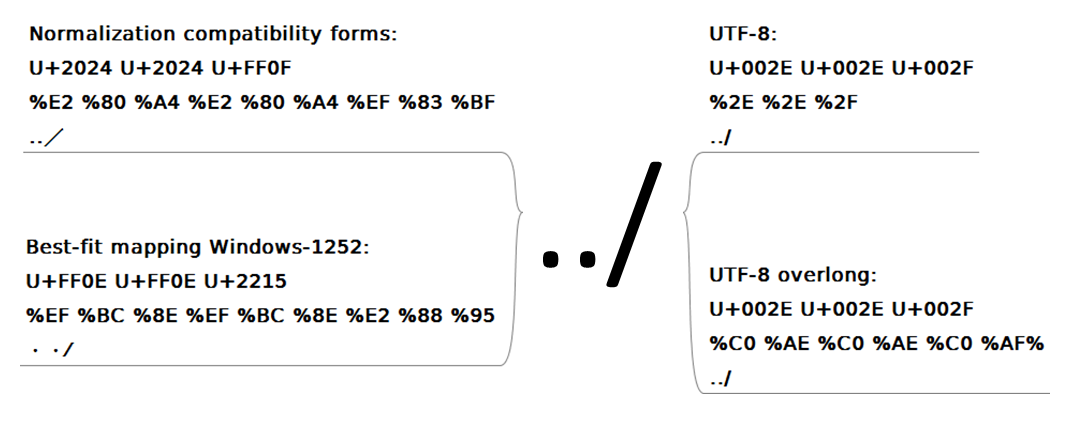 Normalization compatibility forms:
U+2024 U+2024 U+FF0F
%E2 %80 %A4 %E2 %80 %A4 %EF %83 %BF
․․／
Best-fit mapping Windows-1252:
U+FF0E U+FF0E U+2215
%EF %BC %8E %EF %BC %8E %E2 %88 %95
．．∕
../
UTF-8:
U+002E U+002E U+002F
%2E %2E %2F
../
UTF-8 overlong:
U+002E U+002E U+002F
%C0 %AE %C0 %AE %C0 %AF%
../